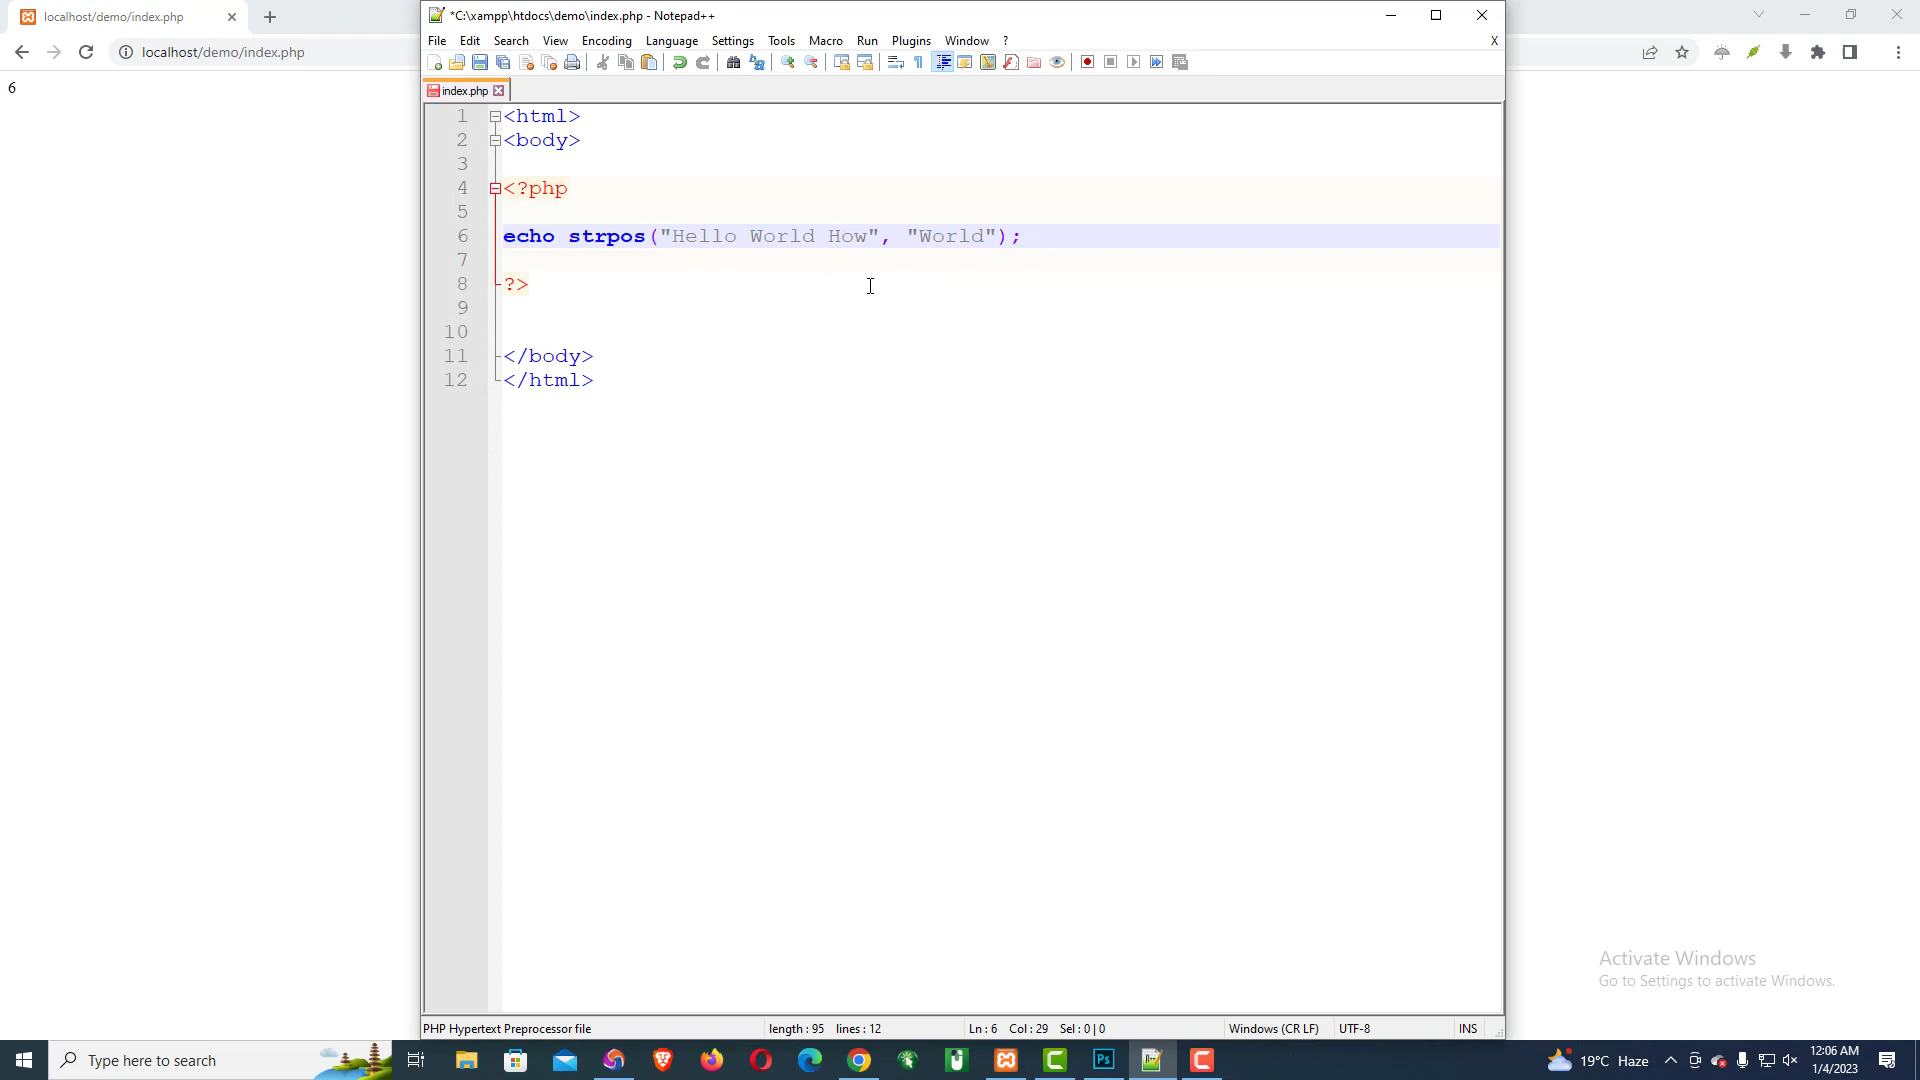 localhost/demo/index.php
localhost/demo/index.php
6
*C:\xampp\htdocs\demo\index.php - Notepad++
File Edit Search View Encoding Language Settings Tools Macro Run Plugins Window ? X
index.php
1 <html>
2 <body>
3
4 <?php
5
6 echo strpos("Hello World How", "World");
7
8 ?>
9
10
11 </body>
12 </html>
Activate Windows
Go to Settings to activate Windows.
PHP Hypertext Preprocessor file length : 95 lines : 12 Ln : 6 Col : 29 Sel : 0 | 0 Windows (CR LF) UTF-8 INS
Type here to search
Ps
19°C Haze
12:06 AM
1/4/2023